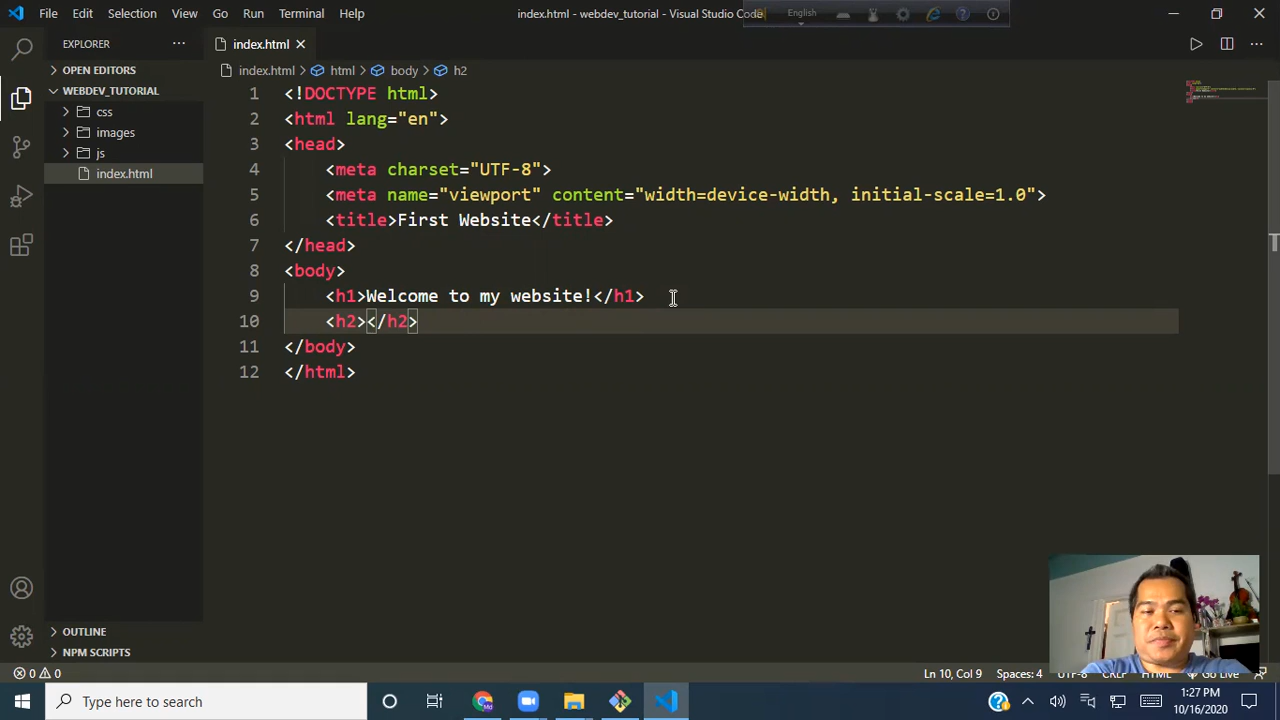 File Edit Selection View Go Run Terminal Help
index.html - webdev_tutorial - Visual Studio Code
English
EXPLORER
index.html
OPEN EDITORS
index.html > html > body > h2
WEBDEV_TUTORIAL
css
images
js
index.html
1 <!DOCTYPE html>
2 <html lang="en">
3 <head>
4 <meta charset="UTF-8">
5 <meta name="viewport" content="width=device-width, initial-scale=1.0">
6 <title>First Website</title>
7 </head>
8 <body>
9 <h1>Welcome to my website!</h1>
10 <h2></h2>
11 </body>
12 </html>
OUTLINE
NPM SCRIPTS
0 0
Ln 10, Col 9 Spaces: 4 UTF-8 CRLF HTML Go Live
Type here to search
1:27 PM
10/16/2020